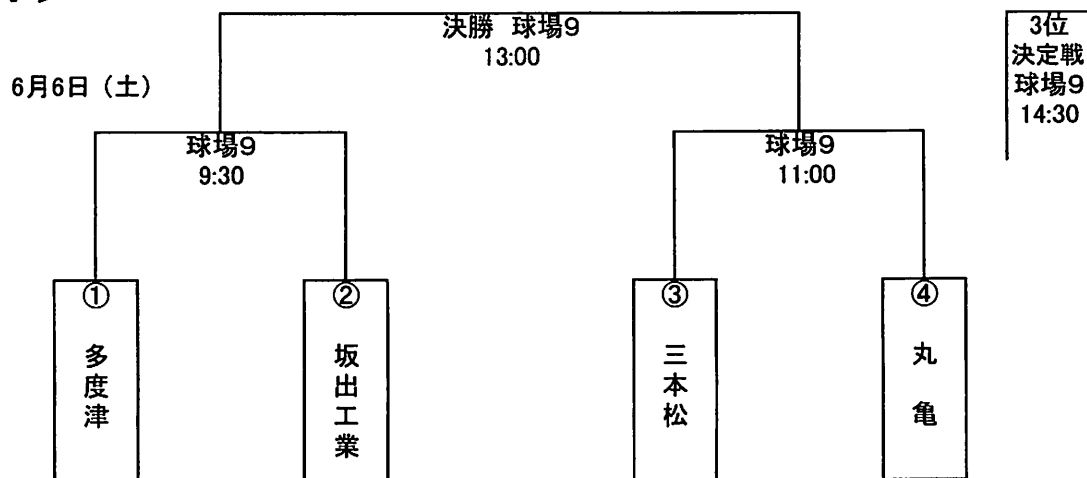 決勝 球場9
13:00
3位
決定戦
球場9
14:30
6月6日（土）
球場9
9:30
球場9
11:00
①
多度津
②
坂出工業
③
三本松
④
丸亀